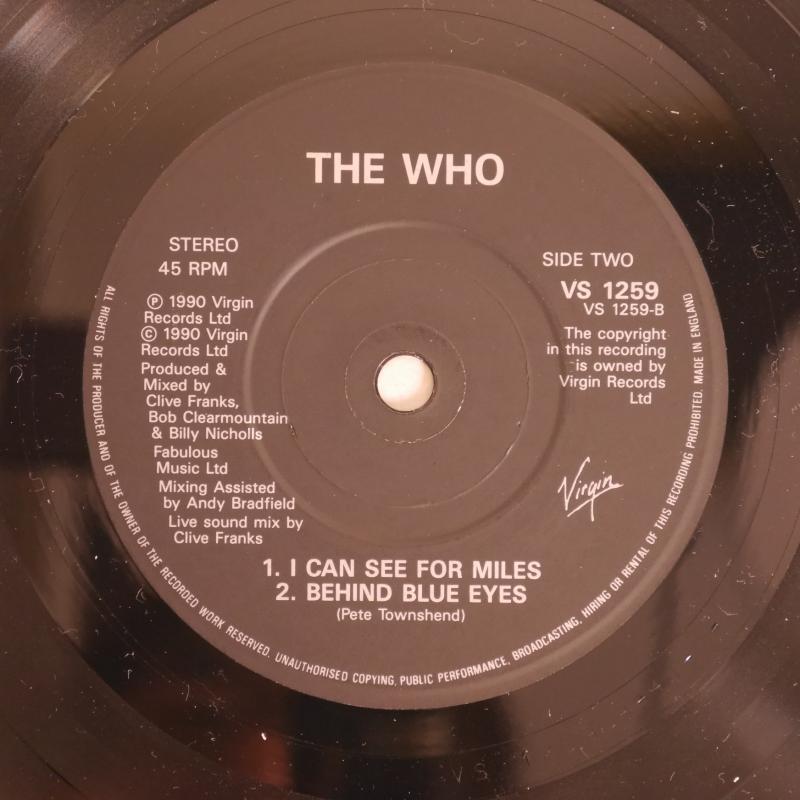 THE WHO
STEREO
45 RPM
℗ 1990 Virgin
Records Ltd
© 1990 Virgin
Records Ltd
Produced &
Mixed by
Clive Franks,
Bob Clearmountain
& Billy Nicholls
Fabulous
Music Ltd
Mixing Assisted
by Andy Bradfield
Live sound mix by
Clive Franks
SIDE TWO
VS 1259
VS 1259-B
The copyright
in this recording
is owned by
Virgin Records
Ltd
Virgin
1. I CAN SEE FOR MILES
2. BEHIND BLUE EYES
(Pete Townshend)
ALL RIGHTS OF THE PRODUCER AND OF THE OWNER OF THE RECORDED WORK RESERVED. UNAUTHORISED COPYING, PUBLIC PERFORMANCE, BROADCASTING, HIRING OR RENTAL OF THIS RECORDING PROHIBITED. MADE IN ENGLAND
VS